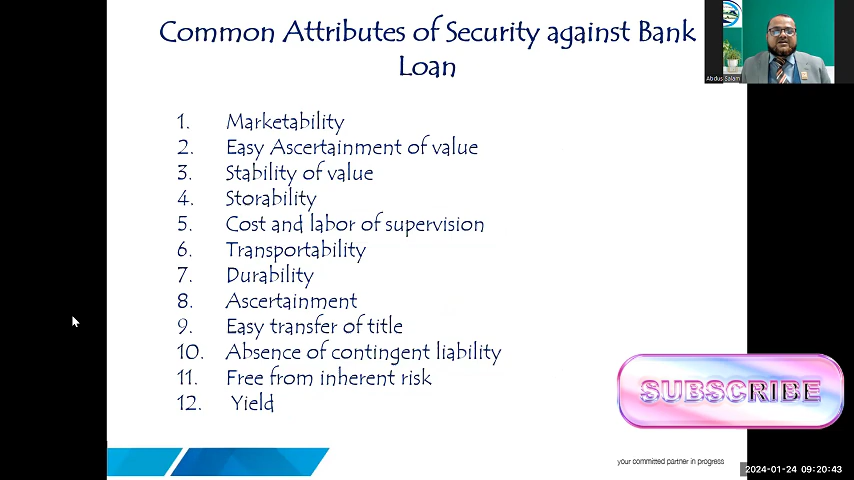 Common Attributes of Security against Bank
Loan
Abdus Salam
1. Marketability
2. Easy Ascertainment of value
3. Stability of value
4. Storability
5. Cost and labor of supervision
6. Transportability
7. Durability
8. Ascertainment
9. Easy transfer of title
10. Absence of contingent liability
11. Free from inherent risk
12. Yield
SUBSCRIBE
your committed partner in progress
2024-01-24 09:20:43